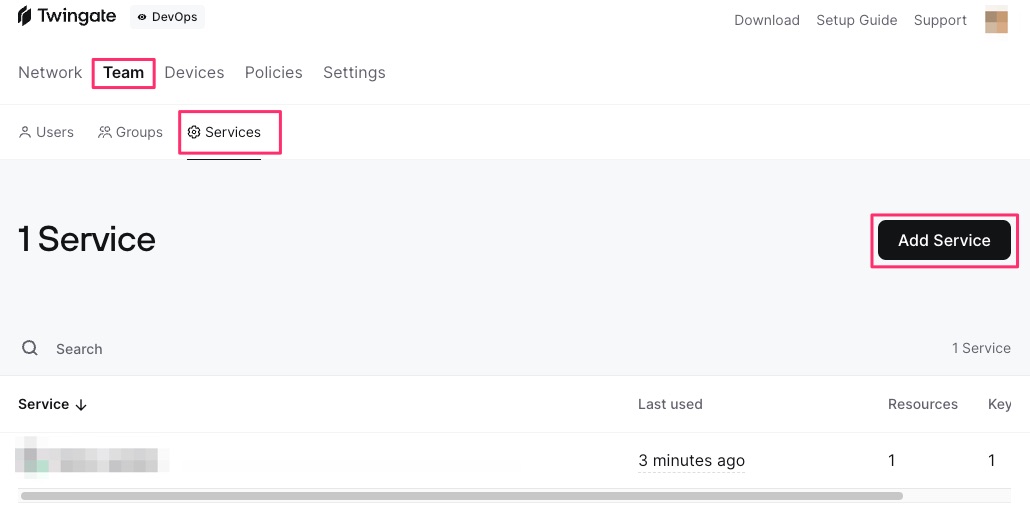 Twingate DevOps Download Setup Guide Support
Network Team Devices Policies Settings
Users Groups Services
1 Service Add Service
Search 1 Service
Service Last used Resources Key
3 minutes ago 1 1